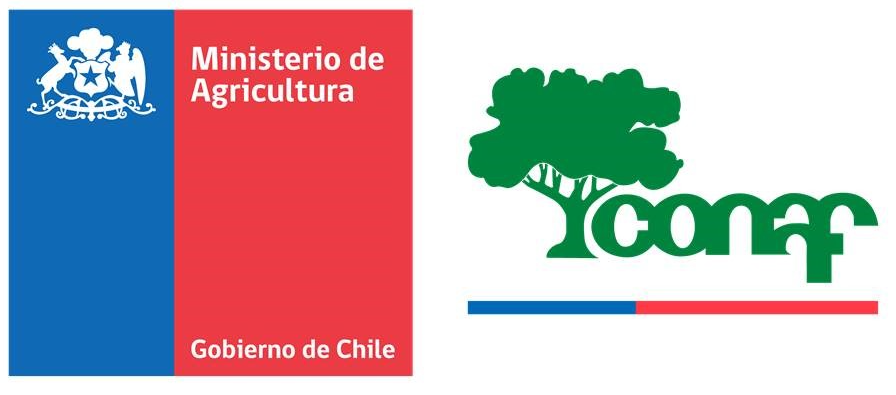 Ministerio de
Agricultura
Gobierno de Chile
conaf